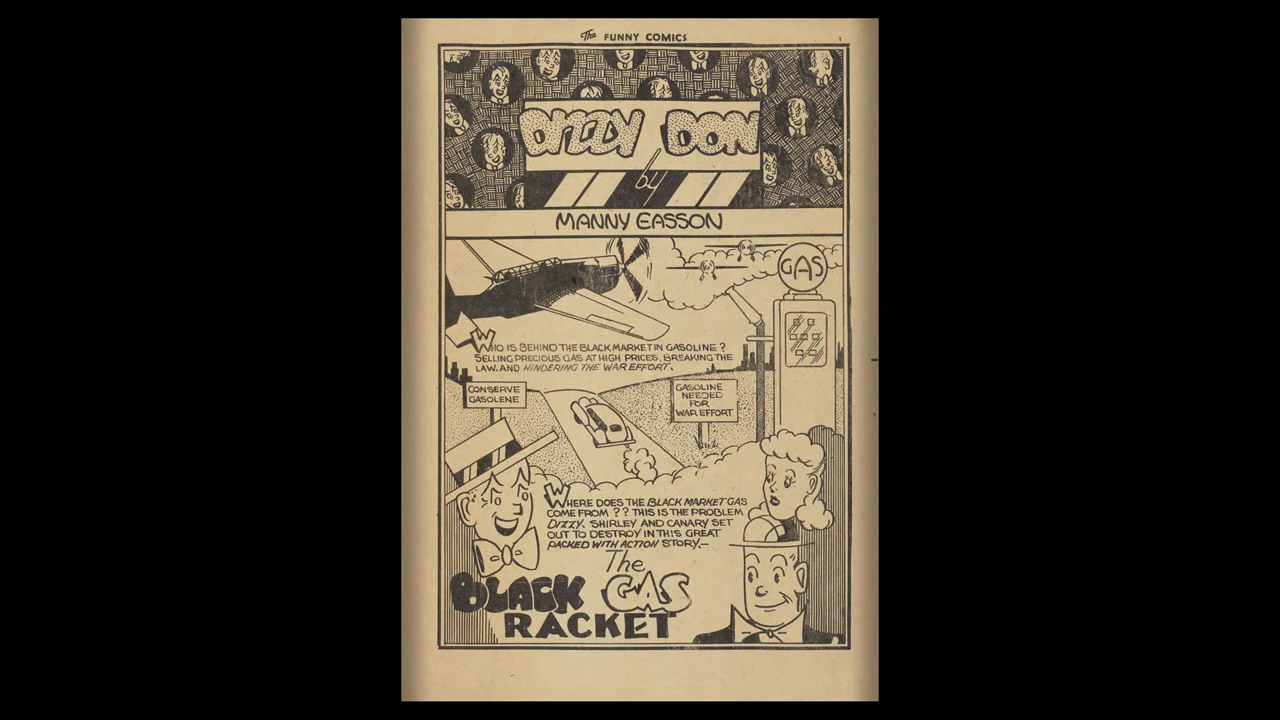 The FUNNY COMICS
1
DIZZY DON
by
MANNY EASSON
GAS
WHO IS BEHIND THE BLACK MARKET IN GASOLINE?
SELLING PRECIOUS GAS AT HIGH PRICES, BREAKING THE
LAW, AND HINDERING THE WAR EFFORT.
CONSERVE
GASOLENE
GASOLINE
NEEDED
FOR
WAR EFFORT
WHERE DOES THE BLACK MARKET GAS
COME FROM ?? THIS IS THE PROBLEM
DIZZY, SHIRLEY AND CANARY SET
OUT TO DESTROY IN THIS GREAT
PACKED WITH ACTION STORY.—
The
BLACK GAS
RACKET